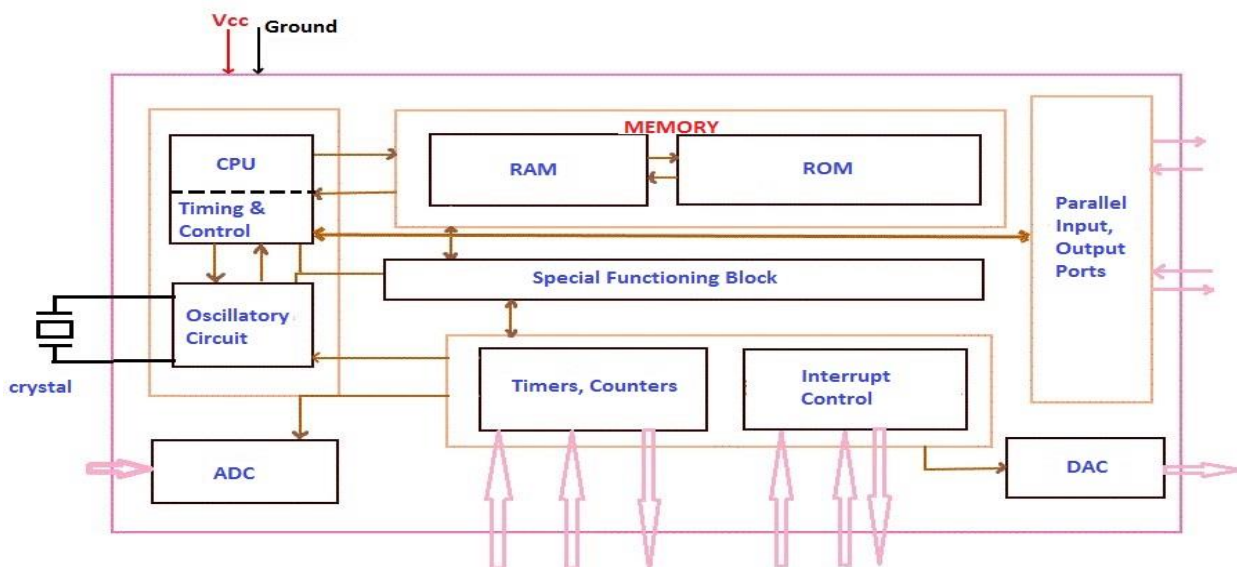 Vcc
Ground
MEMORY
CPU
RAM
ROM
Timing &
Control
Parallel
Input,
Output
Ports
Special Functioning Block
Oscillatory
Circuit
crystal
Timers, Counters
Interrupt
Control
ADC
DAC